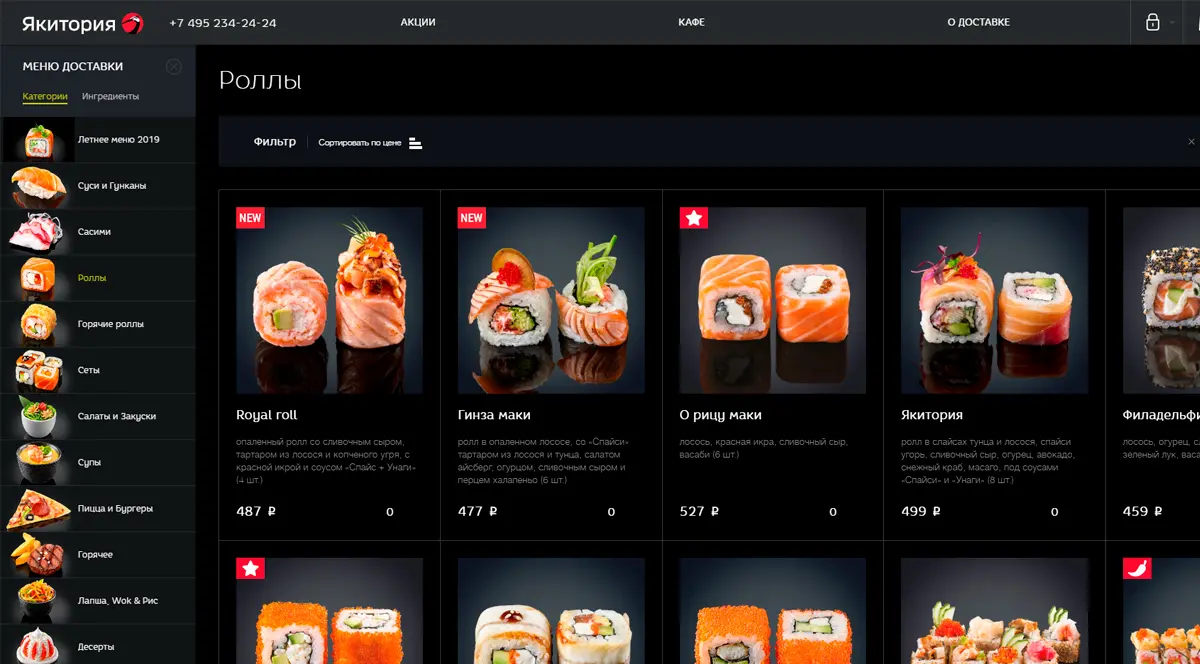 Якитория
+7 495 234-24-24
АКЦИИ
КАФЕ
О ДОСТАВКЕ
МЕНЮ ДОСТАВКИ
Категории
Ингредиенты
Летнее меню 2019
Суси и Гунканы
Сасими
Роллы
Горячие роллы
Сеты
Салаты и Закуски
Супы
Пицца и Бургеры
Горячее
Лапша, Wok & Рис
Десерты
Роллы
Фильтр
Сортировать по цене
NEW
Royal roll
опаленный ролл со сливочным сыром,
тартаром из лосося и копченого угря, с
красной икрой и соусом «Спайс + Унаги»
(4 шт.)
487 ₽
0
NEW
Гинза маки
ролл в опаленном лососе, со «Спайси»
тартаром из лосося и тунца, салатом
айсберг, огурцом, сливочным сыром и
перцем халапеньо (6 шт.)
477 ₽
0
О рицу маки
лосось, красная икра, сливочный сыр,
васаби (6 шт.)
527 ₽
0
Якитория
ролл в слайсах тунца и лосося, спайси
угорь, сливочный сыр, огурец, авокадо,
снежный краб, масаго, под соусами
«Спайси» и «Унаги» (8 шт.)
499 ₽
0
Филадельфи
лосось, огурец,
зеленый лук,
459 ₽